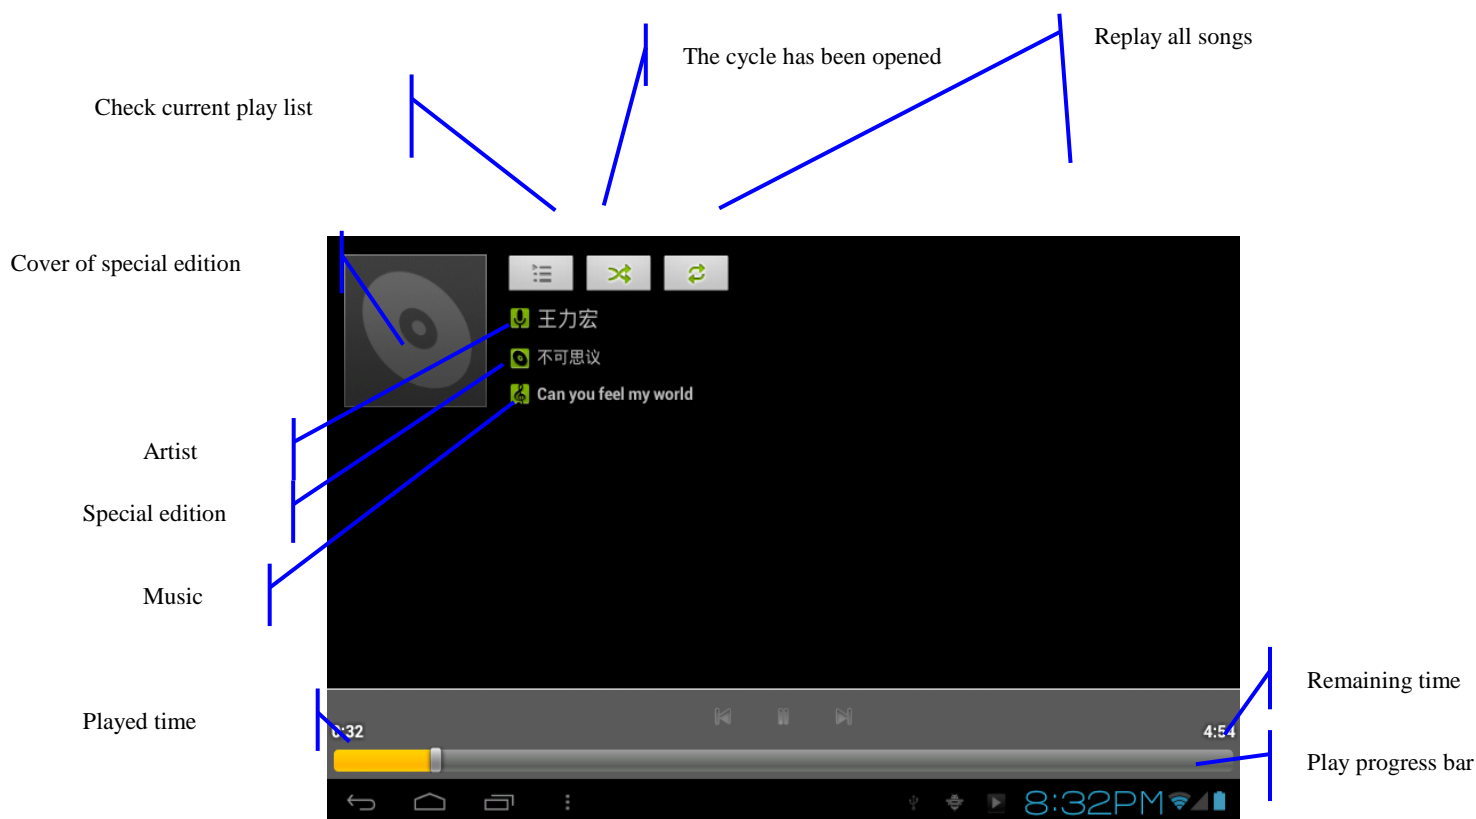 Replay all songs
The cycle has been opened
Check current play list
Cover of special edition
王力宏
不可思议
Can you feel my world
Artist
Special edition
Music
Remaining time
Played time
0:32
4:54
Play progress bar
8:32PM